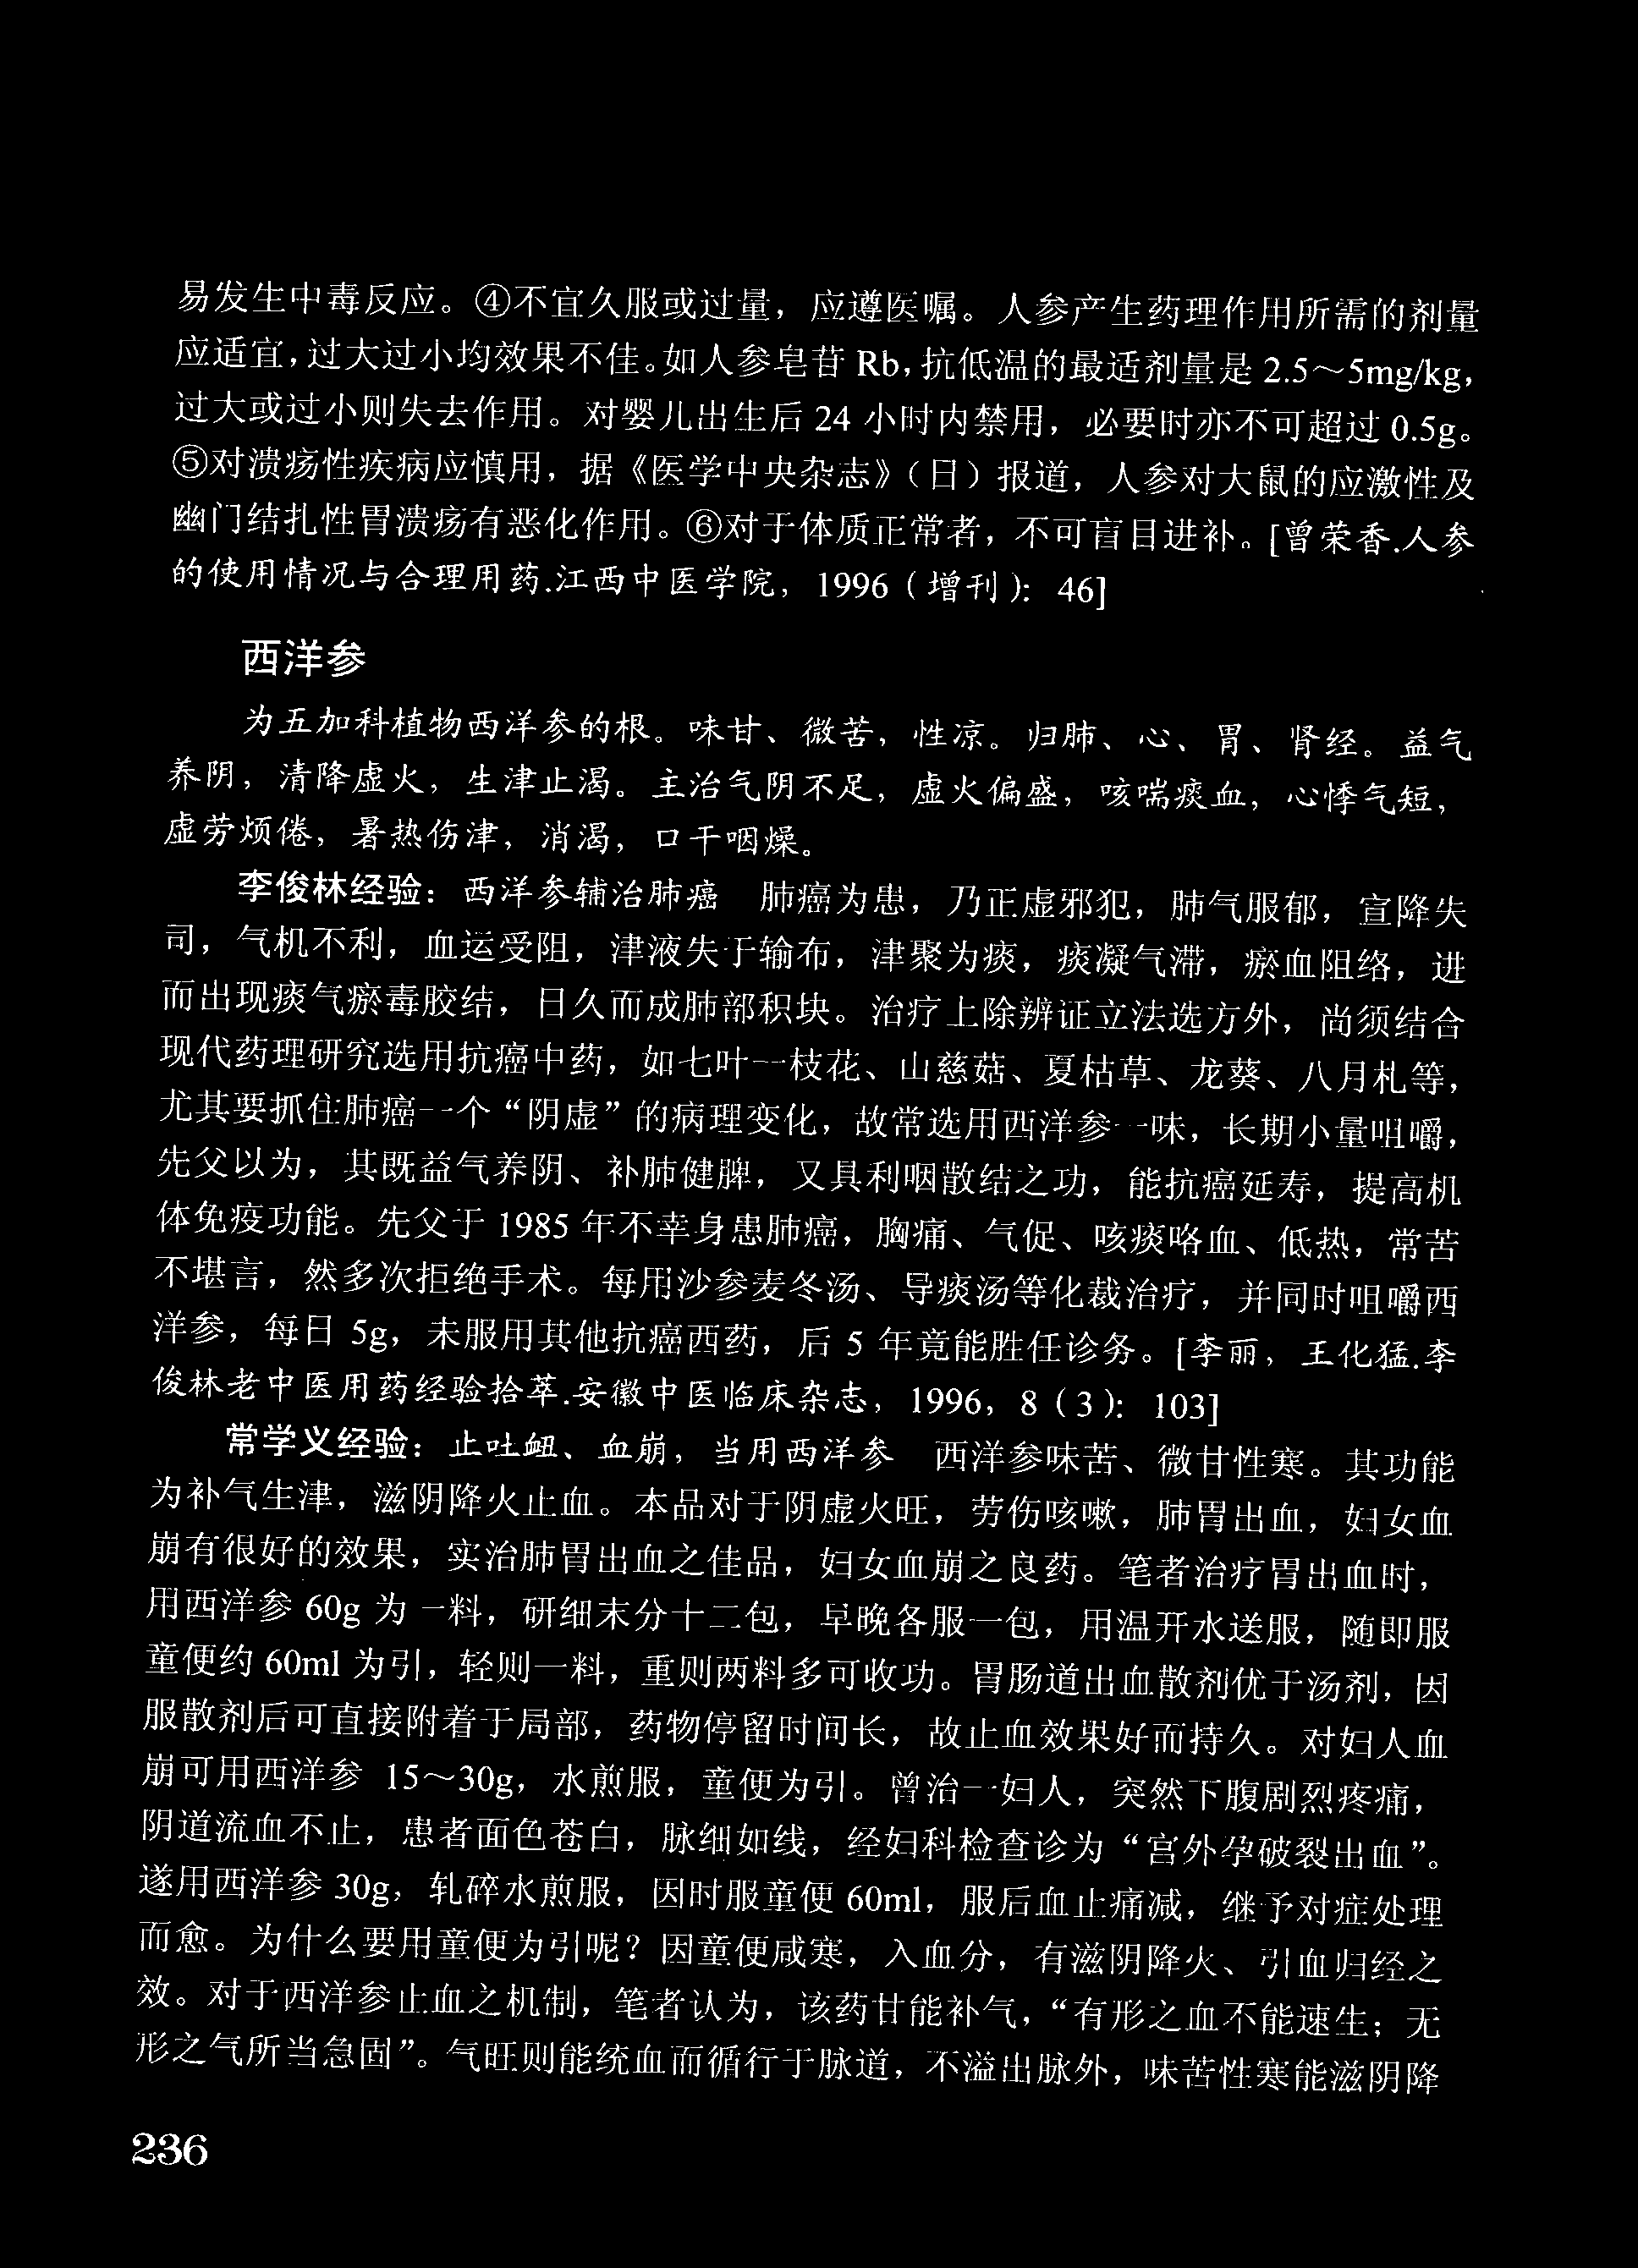 易发生中毒反应。④不宜久服或过量，应遵医嘱。人参产生药理作用所需的剂量
应适宜，过大过小均效果不佳。如人参皂苷 Rb，抗低温的最适剂量是 2.5～5mg/kg，
过大或过小则失去作用。对婴儿出生后 24 小时内禁用，必要时亦不可超过 0.5g。
⑤对溃疡性疾病应慎用，据《医学中央杂志》（日）报道，人参对大鼠的应激性及
幽门结扎性胃溃疡有恶化作用。⑥对于体质正常者，不可盲目进补。[曾荣香.人参
的使用情况与合理用药.江西中医学院，1996（增刊）：46]
西洋参
为五加科植物西洋参的根。味甘、微苦，性凉。归肺、心、胃、肾经。益气
养阴，清降虚火，生津止渴。主治气阴不足，虚火偏盛，咳喘痰血，心悸气短，
虚劳烦倦，暑热伤津，消渴，口干咽燥。
李俊林经验：西洋参辅治肺癌　肺癌为患，乃正虚邪犯，肺气服郁，宣降失
司，气机不利，血运受阻，津液失于输布，津聚为痰，痰凝气滞，瘀血阻络，进
而出现痰气瘀毒胶结，日久而成肺部积块。治疗上除辨证立法选方外，尚须结合
现代药理研究选用抗癌中药，如七叶一枝花、山慈菇、夏枯草、龙葵、八月札等，
尤其要抓住肺癌一个“阴虚”的病理变化，故常选用西洋参一味，长期小量咀嚼，
先父以为，其既益气养阴、补肺健脾，又具利咽散结之功，能抗癌延寿，提高机
体免疫功能。先父于 1985 年不幸身患肺癌，胸痛、气促、咳痰咯血、低热，常苦
不堪言，然多次拒绝手术。每用沙参麦冬汤、导痰汤等化裁治疗，并同时咀嚼西
洋参，每日 5g，未服用其他抗癌西药，后 5 年竟能胜任诊务。[李丽，王化猛.李
俊林老中医用药经验拾萃.安徽中医临床杂志，1996，8（3）：103]
常学义经验：止吐衄、血崩，当用西洋参　西洋参味苦、微甘性寒。其功能
为补气生津，滋阴降火止血。本品对于阴虚火旺，劳伤咳嗽，肺胃出血，妇女血
崩有很好的效果，实治肺胃出血之佳品，妇女血崩之良药。笔者治疗胃出血时，
用西洋参 60g 为一料，研细末分十二包，早晚各服一包，用温开水送服，随即服
童便约 60ml 为引，轻则一料，重则两料多可收功。胃肠道出血散剂优于汤剂，因
服散剂后可直接附着于局部，药物停留时间长，故止血效果好而持久。对妇人血
崩可用西洋参 15～30g，水煎服，童便为引。曾治一妇人，突然下腹剧烈疼痛，
阴道流血不止，患者面色苍白，脉细如线，经妇科检查诊为“宫外孕破裂出血”。
遂用西洋参 30g，轧碎水煎服，因时服童便 60ml，服后血止痛减，继予对症处理
而愈。为什么要用童便为引呢？因童便咸寒，入血分，有滋阴降火、引血归经之
效。对于西洋参止血之机制，笔者认为，该药甘能补气，“有形之血不能速生；无
形之气所当急固”。气旺则能统血而循行于脉道，不溢出脉外，味苦性寒能滋阴降
236